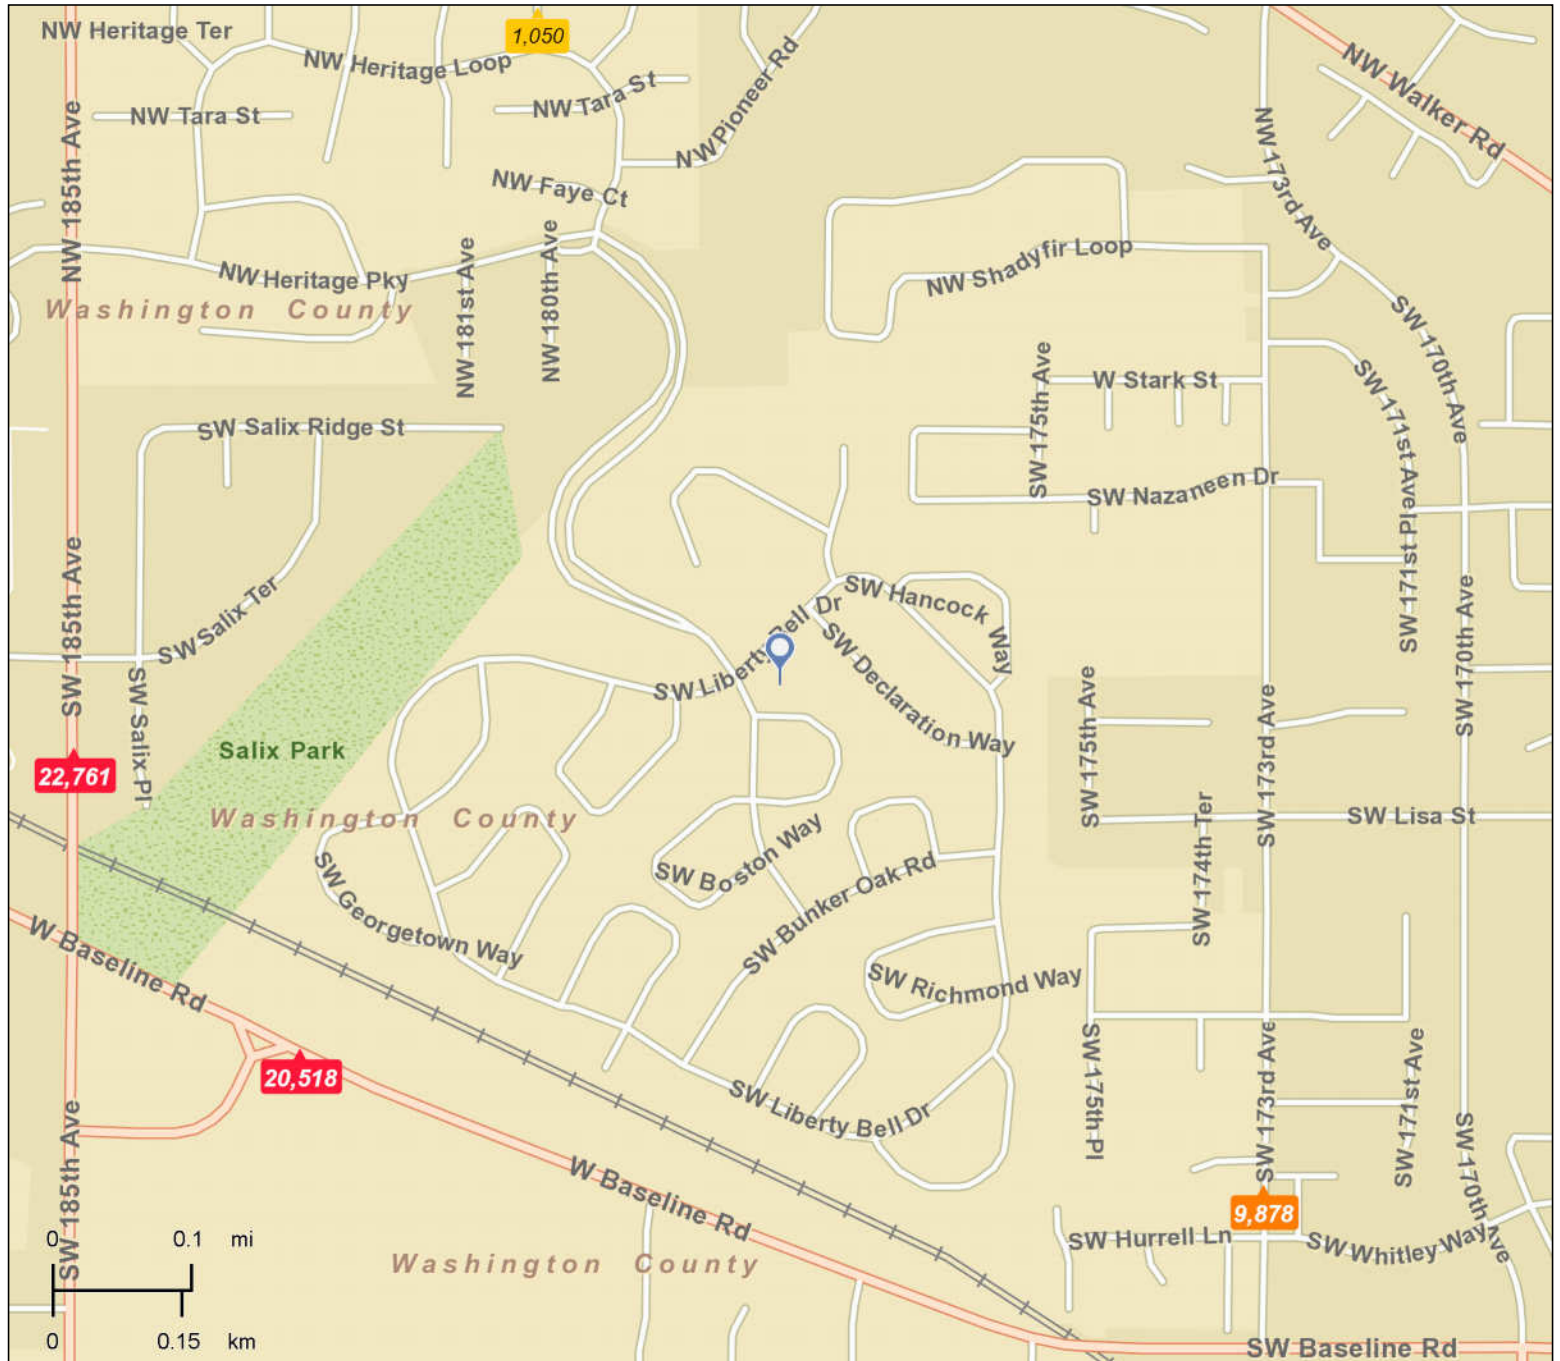 NW Heritage Ter
1,050
NW Heritage Loop
NW Tara St
NW Tara St
NW Pioneer Rd
NW Walker Rd
NW 185th Ave
NW Faye Ct
NW 173rd Ave
NW Heritage Pky
NW 181st Ave
NW 180th Ave
NW Shadyfir Loop
Washington County
SW 170th Ave
SW 175th Ave
W Stark St
SW 171st Ave
SW Salix Ridge St
SW Nazaneen Dr
SW 171st Pl
SW 185th Ave
SW Salix Ter
SW Hancock Way
SW Liberty Bell Dr
SW Declaration Way
SW 170th Ave
SW Salix Pl
SW 175th Ave
SW 173rd Ave
Salix Park
22,761
Washington County
SW Lisa St
SW 174th Ter
SW Boston Way
SW Georgetown Way
SW Bunker Oak Rd
W Baseline Rd
SW Richmond Way
20,518
SW 175th Pl
SW 173rd Ave
SW 171st Ave
SW Liberty Bell Dr
SW 185th Ave
W Baseline Rd
SW 170th Ave
9,878
SW Hurrell Ln
SW Whitley Way
0 0.1 mi
Washington County
0 0.15 km
SW Baseline Rd